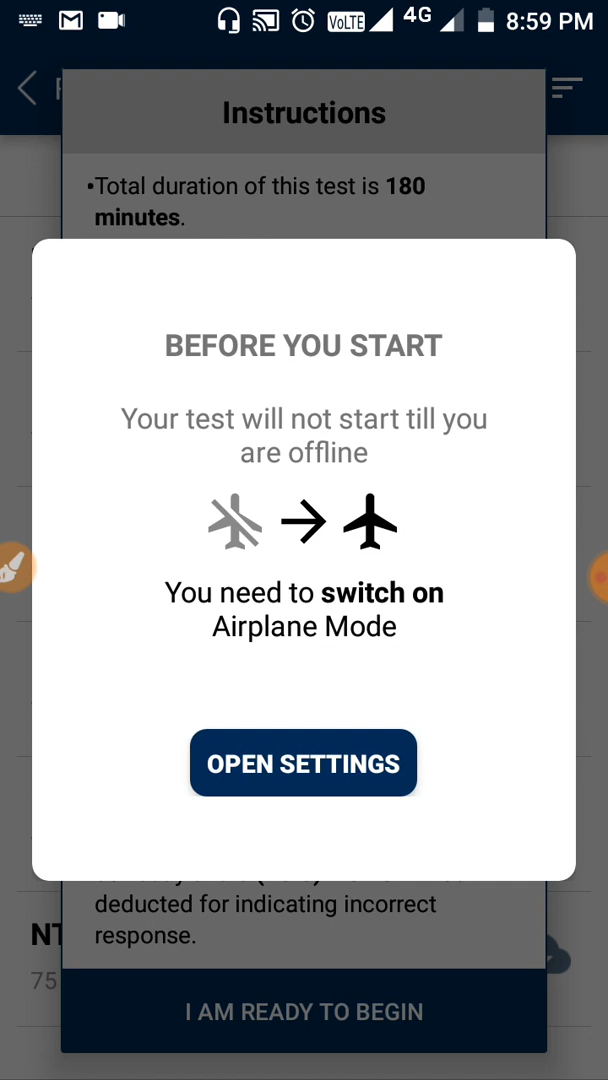 VoLTE 4G 8:59 PM
Instructions
•Total duration of this test is 180
minutes.
BEFORE YOU START
Your test will not start till you
are offline
You need to switch on
Airplane Mode
OPEN SETTINGS
deducted for indicating incorrect
response.
NT
75
I AM READY TO BEGIN